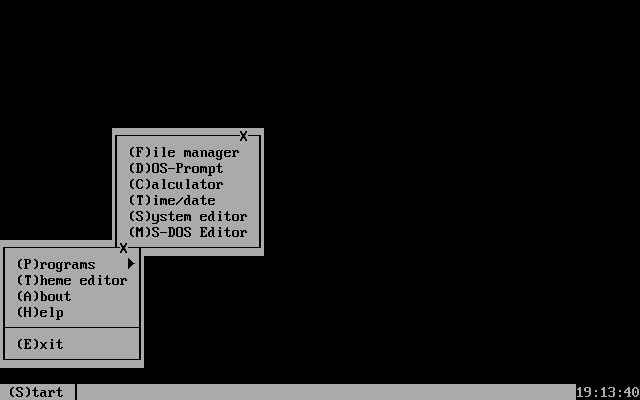 X
(F)ile manager
(D)OS-Prompt
(C)alculator
(T)ime/date
(S)ystem editor
(M)S-DOS Editor
X
(P)rograms
(T)heme editor
(A)bout
(H)elp
(E)xit
(S)tart
19:13:40